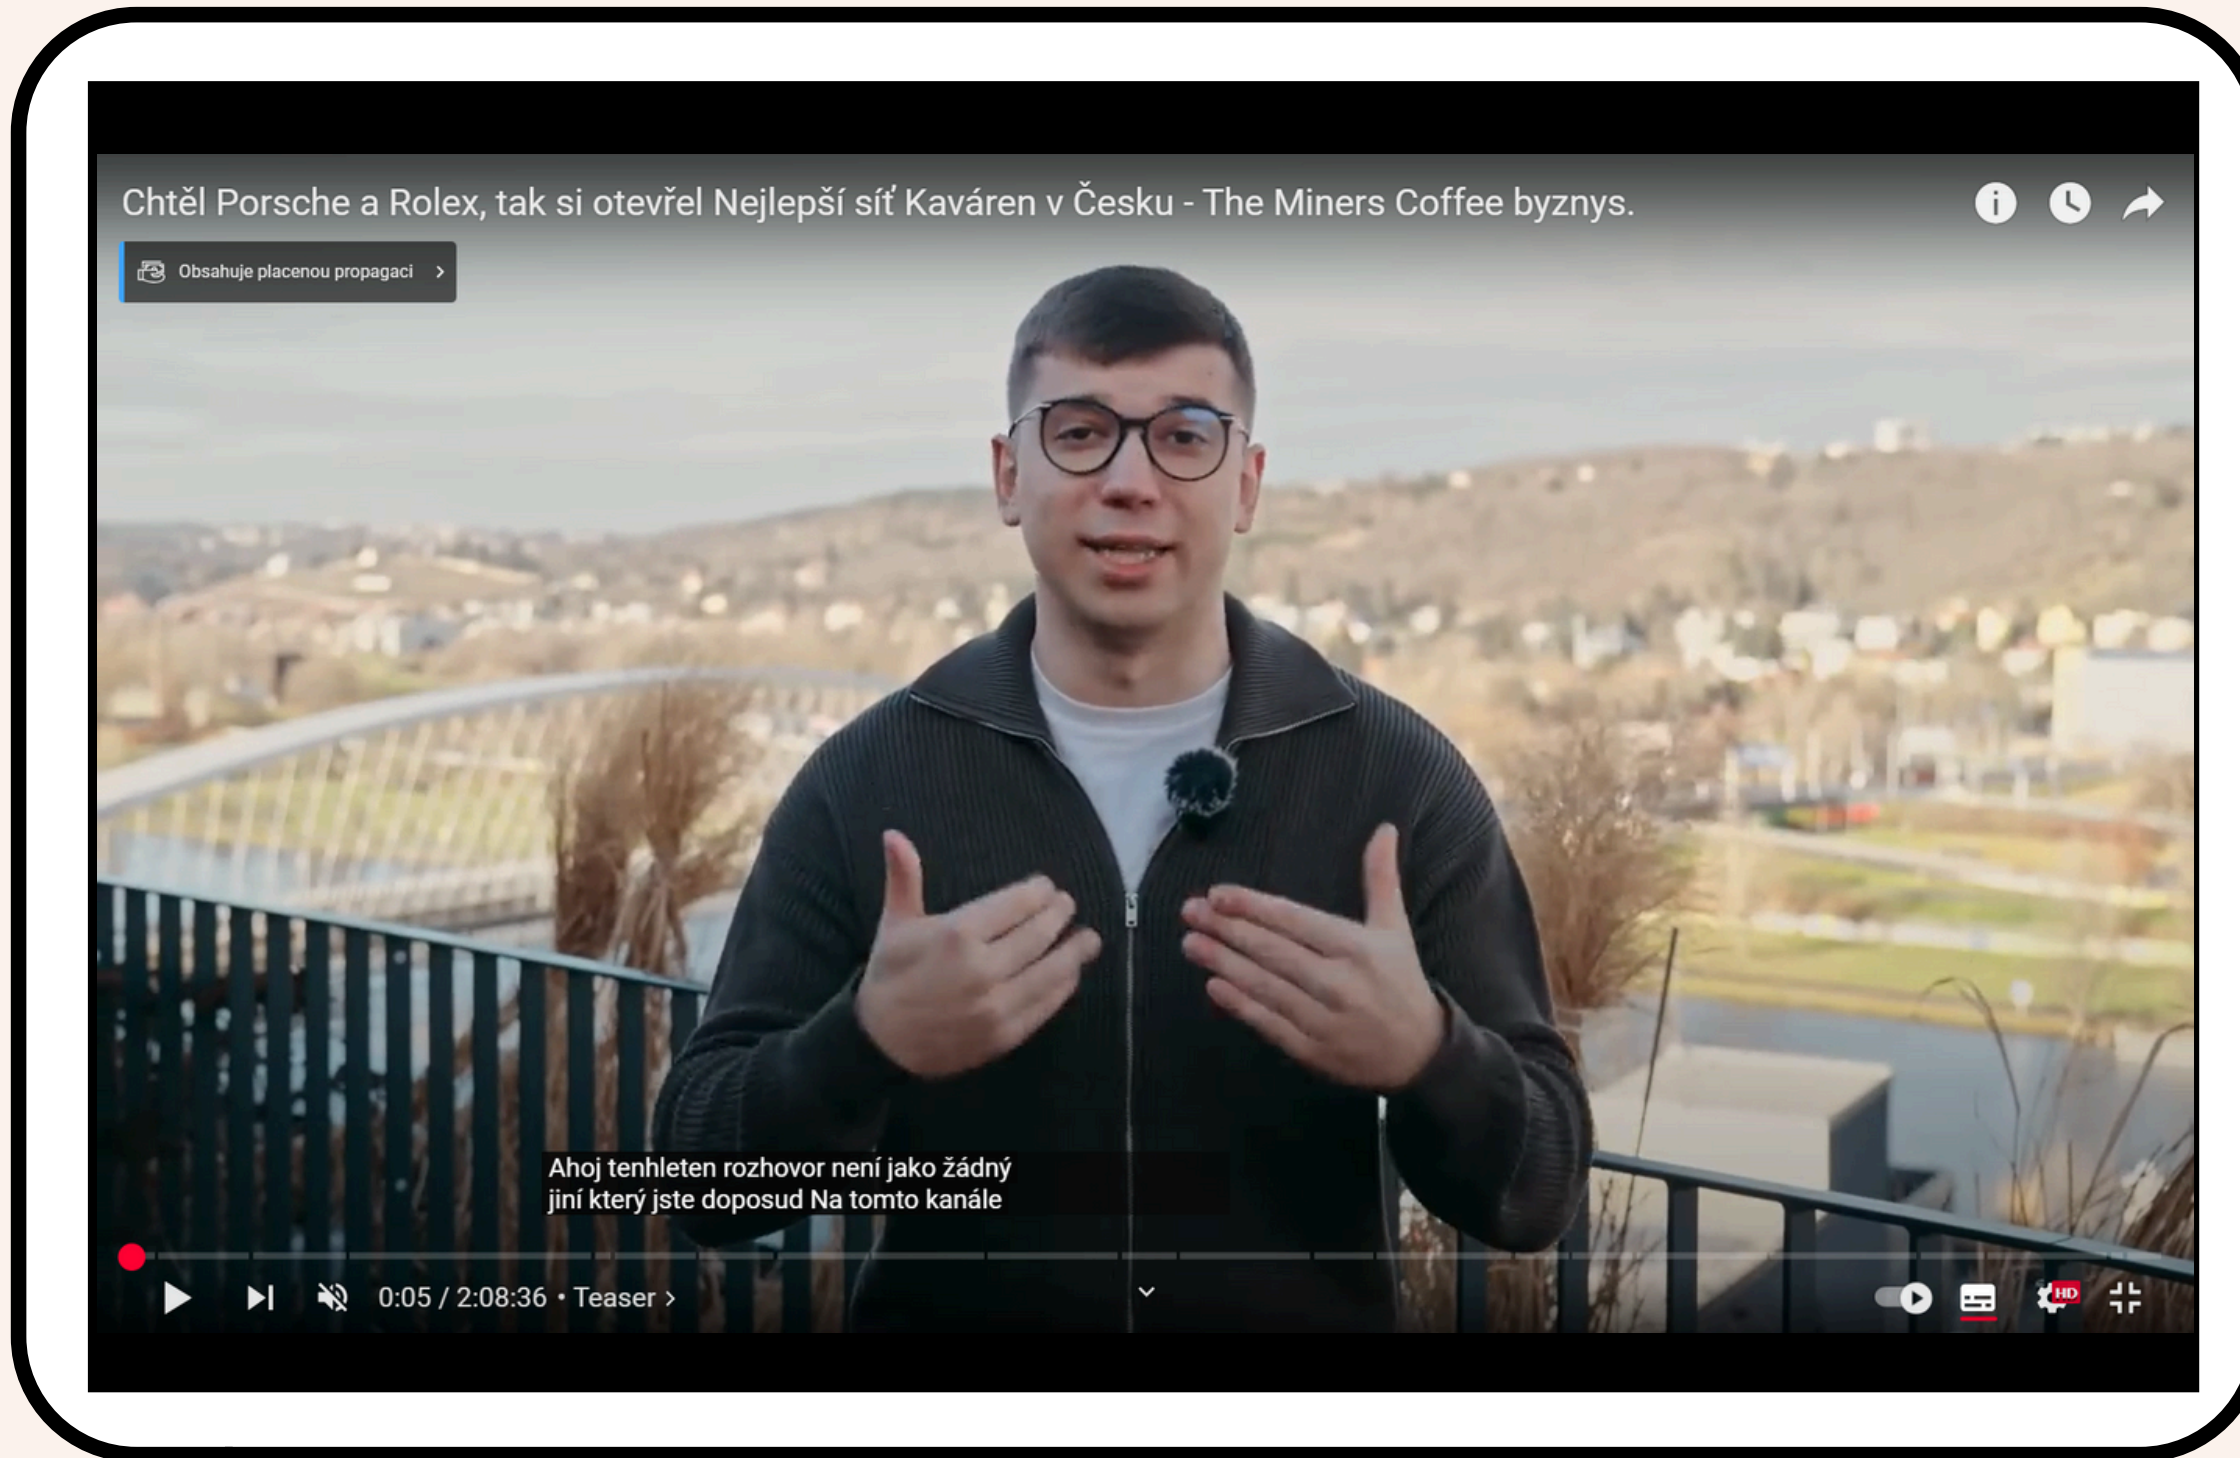 Chtěl Porsche a Rolex, tak si otevřel Nejlepší síť Kaváren v Česku - The Miners Coffee byznys.
Obsahuje placenou propagaci
Ahoj tenhleten rozhovor není jako žádný
jiní který jste doposud Na tomto kanále
0:05 / 2:08:36 • Teaser
HD